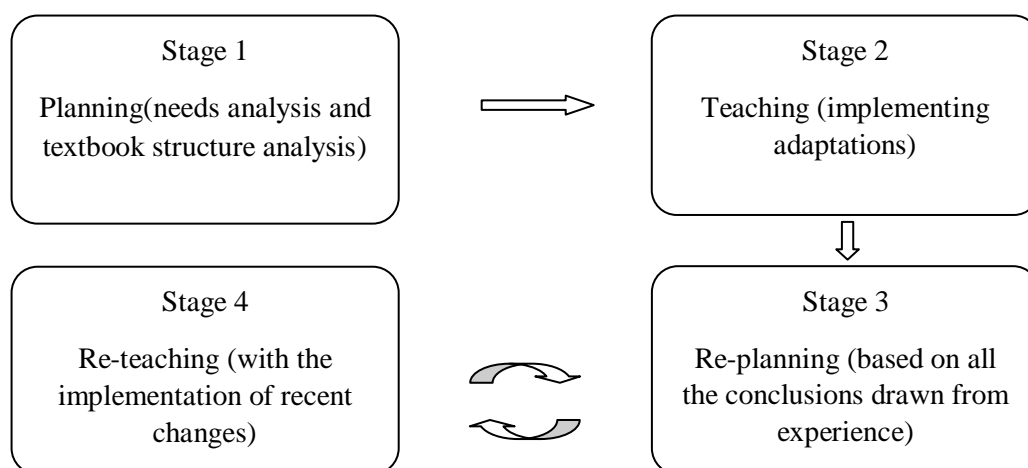 Stage 1
Planning(needs analysis and
textbook structure analysis)
Stage 2
Teaching (implementing
adaptations)
Stage 4
Re-teaching (with the
implementation of recent
changes)
Stage 3
Re-planning (based on all
the conclusions drawn from
experience)